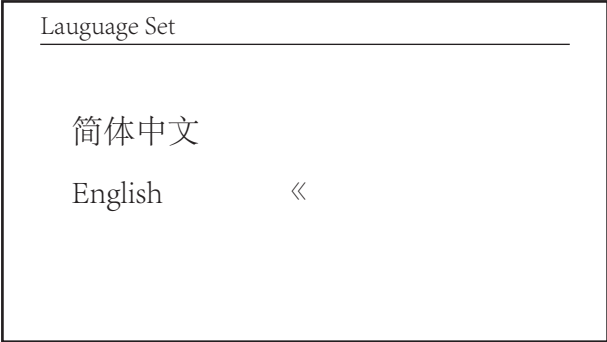 Lauguage Set
简体中文
English «